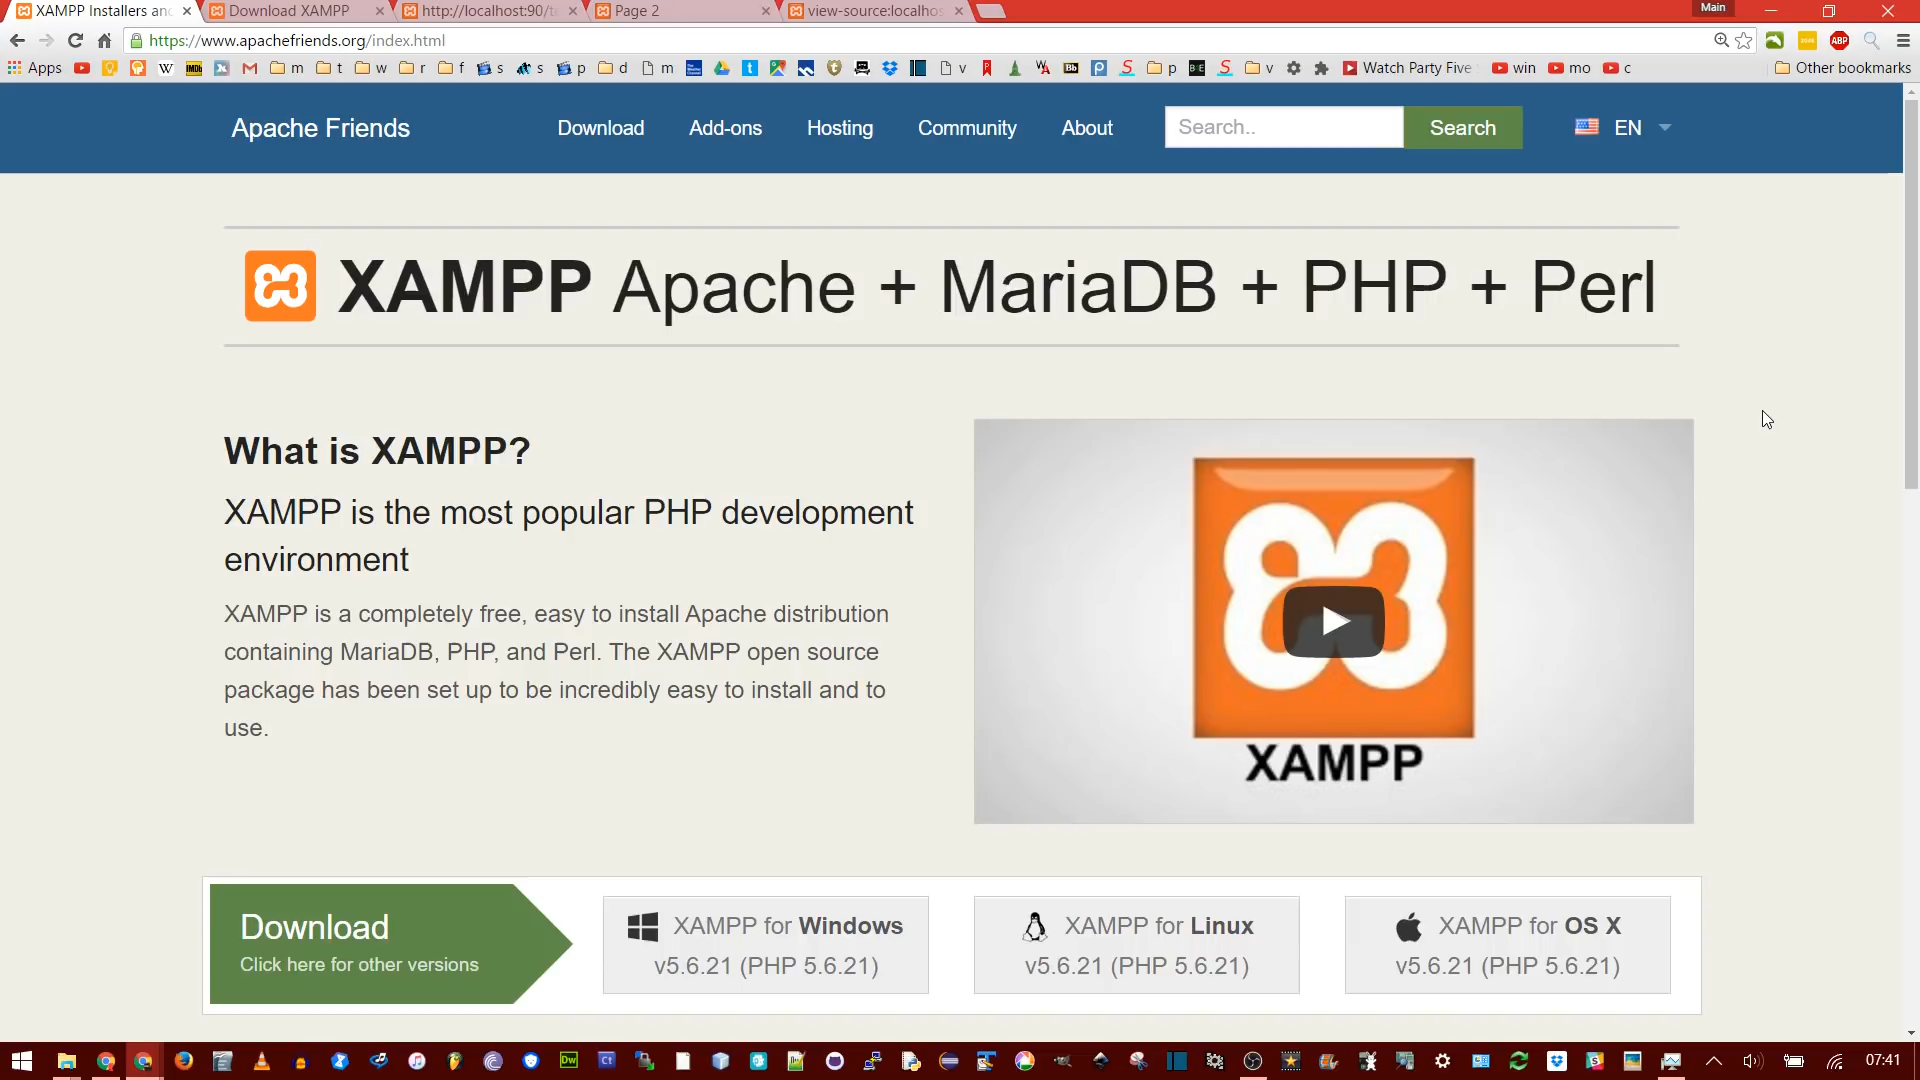 XAMPP Installers and
Download XAMPP
http://localhost:90/te
Page 2
view-source:localhos
Main
https://www.apachefriends.org/index.html
Apps
m
t
w
r
f
s
s
p
d
m
v
p
v
Watch Party Five
win
mo
c
Other bookmarks
Apache Friends
Download
Add-ons
Hosting
Community
About
Search..
Search
EN
XAMPP Apache + MariaDB + PHP + Perl
What is XAMPP?
XAMPP is the most popular PHP development
environment
XAMPP is a completely free, easy to install Apache distribution
containing MariaDB, PHP, and Perl. The XAMPP open source
package has been set up to be incredibly easy to install and to
use.
XAMPP
Download
Click here for other versions
XAMPP for Windows
v5.6.21 (PHP 5.6.21)
XAMPP for Linux
v5.6.21 (PHP 5.6.21)
XAMPP for OS X
v5.6.21 (PHP 5.6.21)
07:41